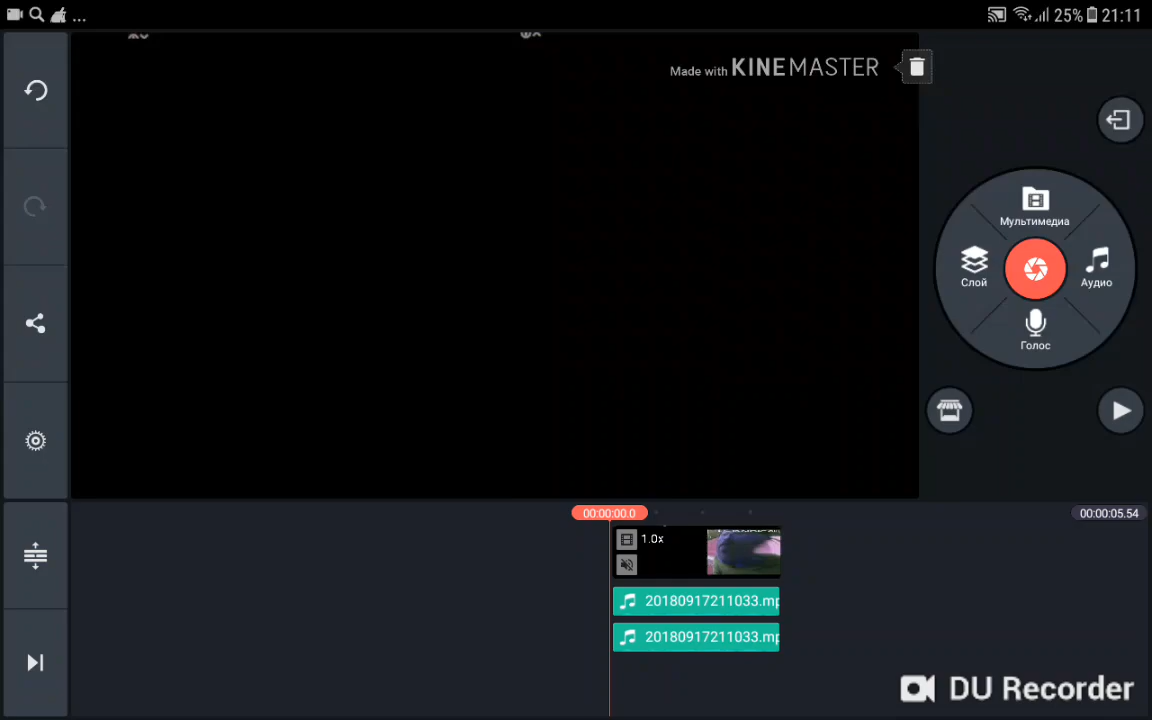 ...
25% 21:11
Made with KINEMASTER
Мультимедиа
Слой
Аудио
Голос
00:00:00.0
00:00:05.54
1.0x
20180917211033.mp
20180917211033.mp
DU Recorder